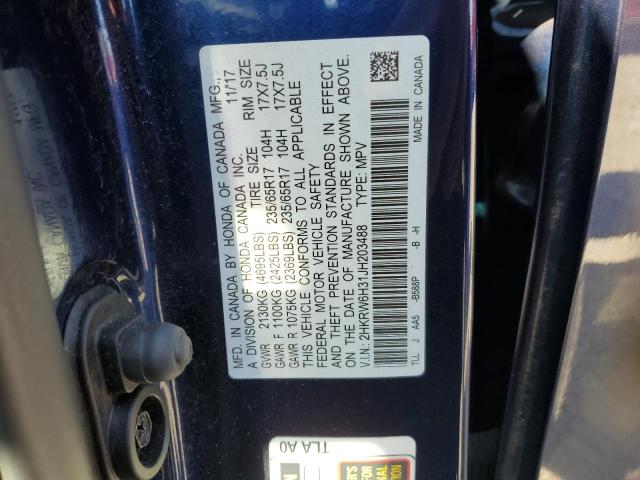 MFD. IN CANADA BY HONDA OF CANADA MFG.,
A DIVISION OF HONDA CANADA INC. 11/17
TIRE SIZE RIM SIZE
GVWR 2130KG (4695LBS)
GAWR F 1100KG (2425LBS) 235/65R17 104H 17X7.5J
GAWR R 1075KG (2369LBS) 235/65R17 104H 17X7.5J
THIS VEHICLE CONFORMS TO ALL APPLICABLE
FEDERAL MOTOR VEHICLE SAFETY
AND THEFT PREVENTION STANDARDS IN EFFECT
ON THE DATE OF MANUFACTURE SHOWN ABOVE.
V.I.N.: 2HKRW6H31JH203488 TYPE: MPV
TLL J AA5 -B588P -B -H MADE IN CANADA
TLA A0